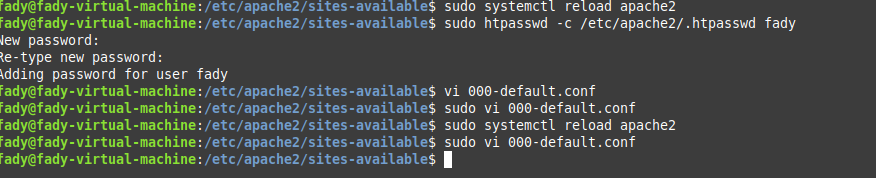 fady@fady-virtual-machine:/etc/apache2/sites-available$ sudo systemctl reload apache2
fady@fady-virtual-machine:/etc/apache2/sites-available$ sudo htpasswd -c /etc/apache2/.htpasswd fady
New password:
Re-type new password:
Adding password for user fady
fady@fady-virtual-machine:/etc/apache2/sites-available$ vi 000-default.conf
fady@fady-virtual-machine:/etc/apache2/sites-available$ sudo vi 000-default.conf
fady@fady-virtual-machine:/etc/apache2/sites-available$ sudo systemctl reload apache2
fady@fady-virtual-machine:/etc/apache2/sites-available$ sudo vi 000-default.conf
fady@fady-virtual-machine:/etc/apache2/sites-available$